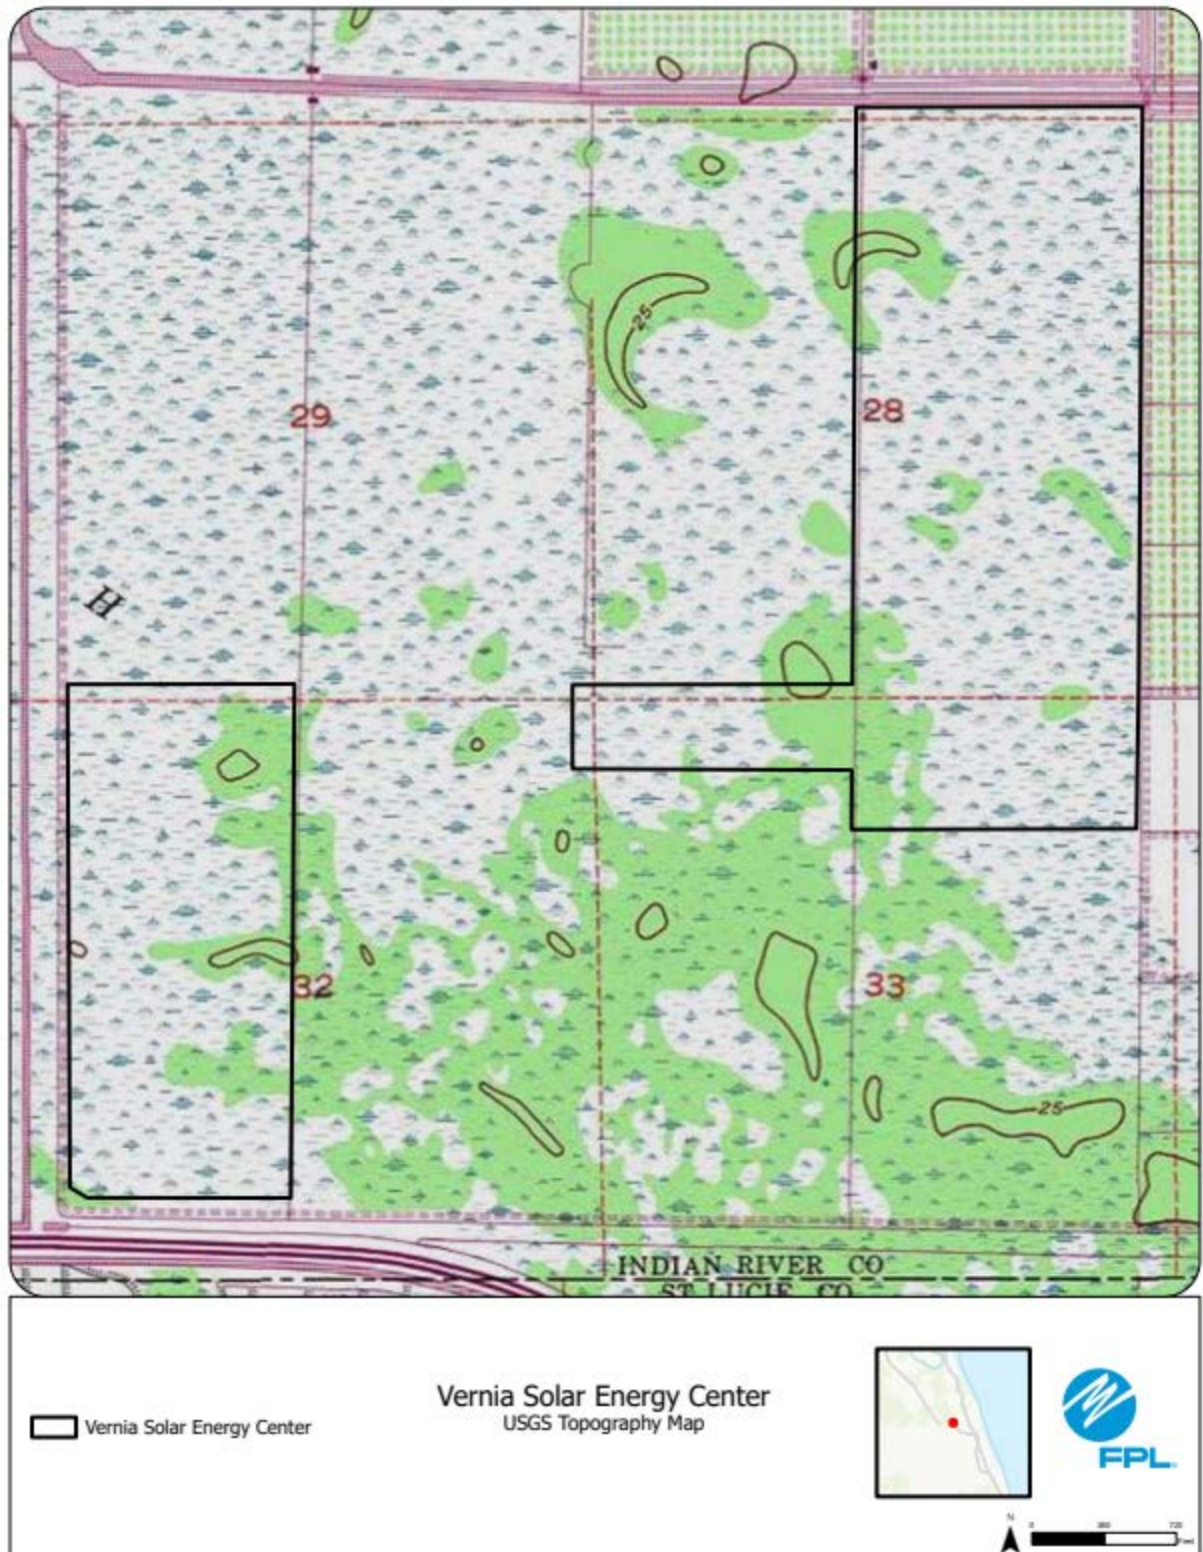 25
29
28
H
32
33
25
INDIAN RIVER CO
ST LUCIE CO
Vernia Solar Energy Center
Vernia Solar Energy Center
USGS Topography Map
FPL
N
0